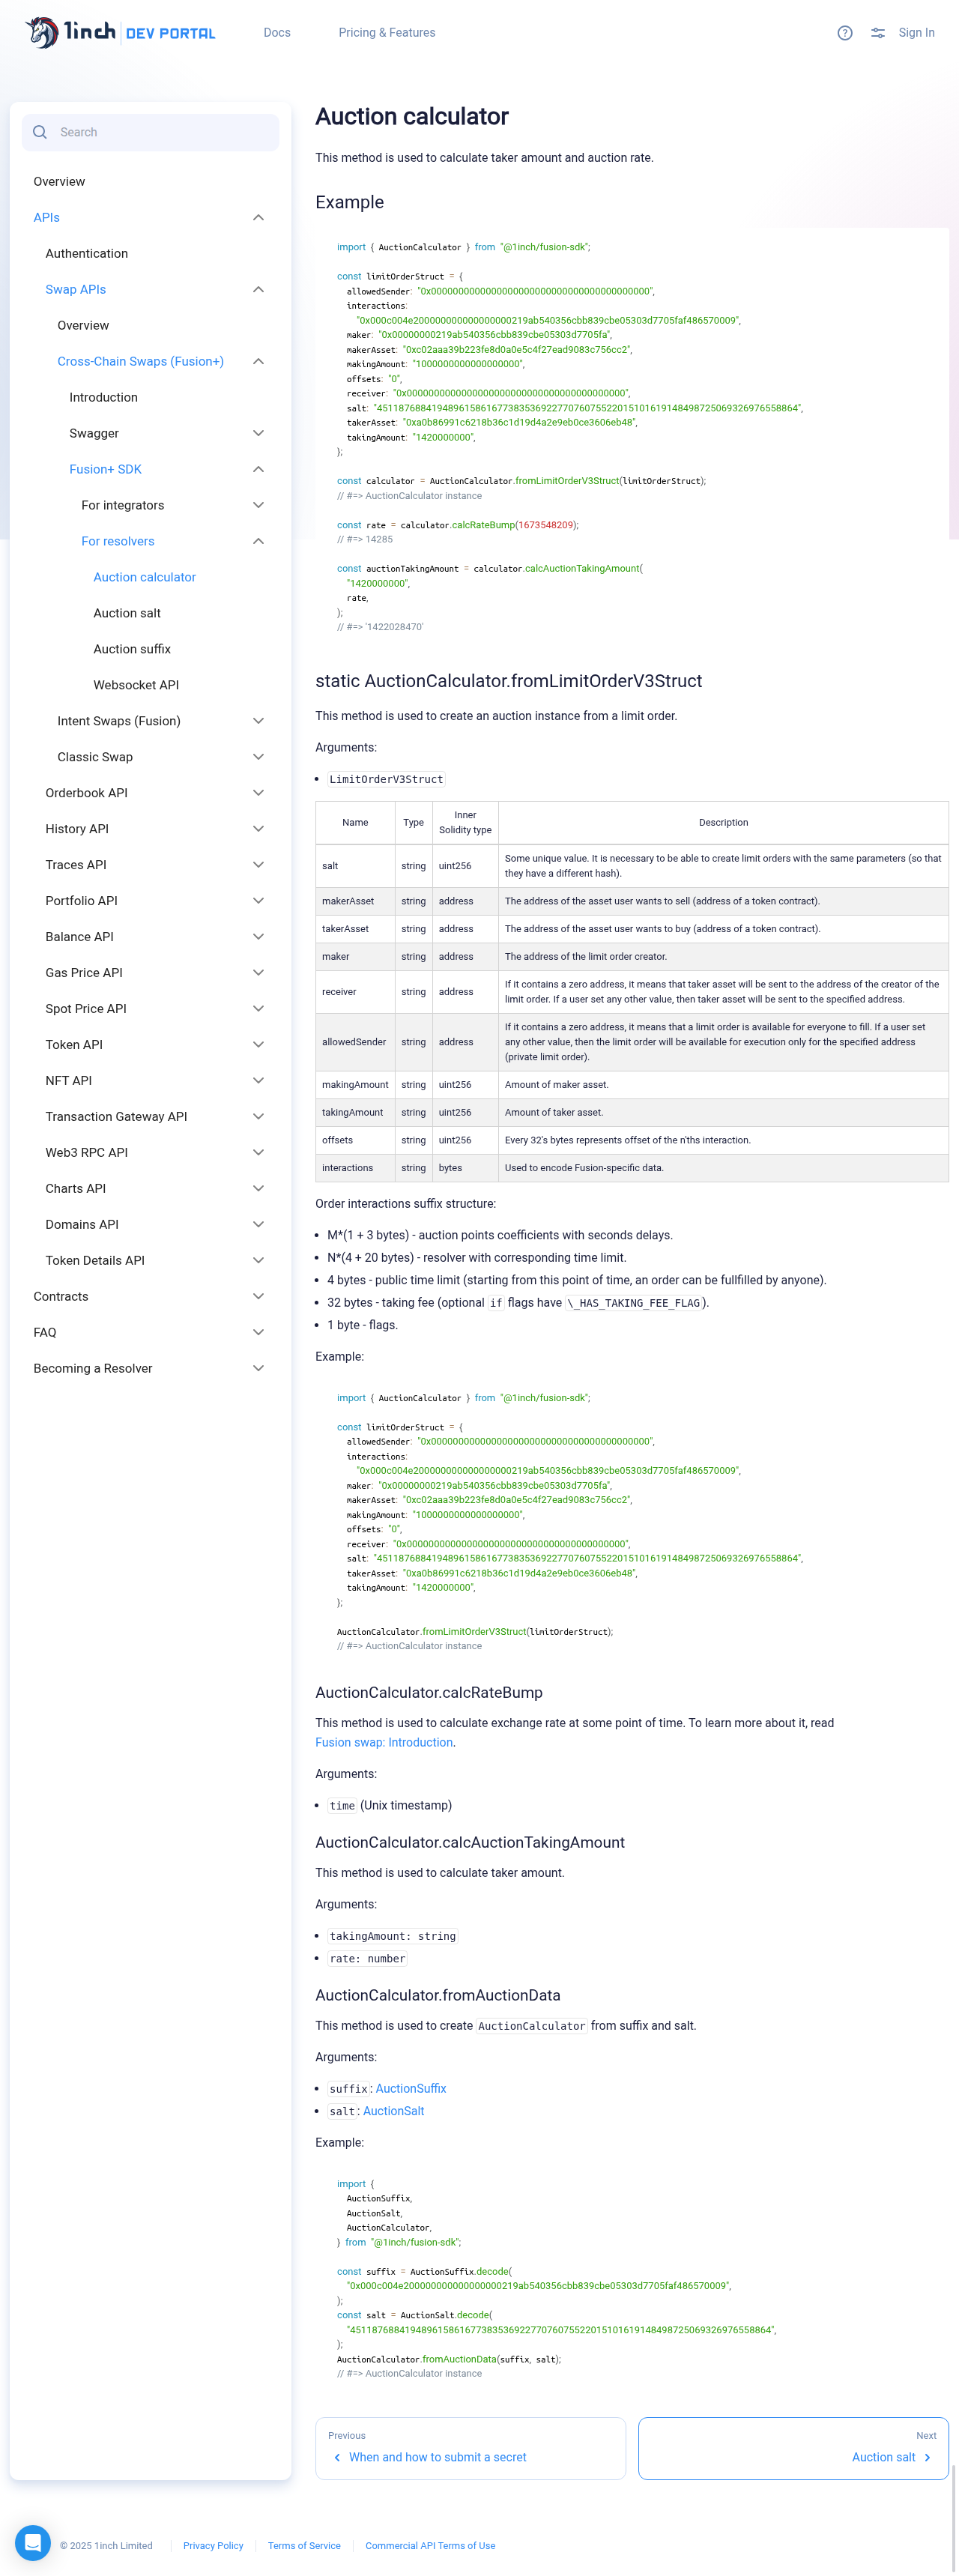 1inch DEV PORTAL
Docs
Pricing & Features
Sign In
Search
Overview
APIs
Authentication
Swap APIs
Overview
Cross-Chain Swaps (Fusion+)
Introduction
Swagger
Fusion+ SDK
For integrators
For resolvers
Auction calculator
Auction salt
Auction suffix
Websocket API
Intent Swaps (Fusion)
Classic Swap
Orderbook API
History API
Traces API
Portfolio API
Balance API
Gas Price API
Spot Price API
Token API
NFT API
Transaction Gateway API
Web3 RPC API
Charts API
Domains API
Token Details API
Contracts
FAQ
Becoming a Resolver
Auction calculator
This method is used to calculate taker amount and auction rate.
Example
import { AuctionCalculator } from "@1inch/fusion-sdk";
const limitOrderStruct = {
allowedSender:
interactions:
maker: "0x00000000219ab540356cbb839cbe05303d7705fa",
makerAsset: "0xc02aaa39b223fe8d0a0e5c4f27ead9083c756cc2",
makingAmount: "1000000000000000000",
offsets: "0",
receiver:
salt:
takerAsset: "0xa0b86991c6218b36c1d19d4a2e9eb0ce3606eb48",
takingAmount: "1420000000",
);
const calculator = AuctionCalculator.fromLimitOrderV3Struct(limitOrderStruct);
// #=> AuctionCalculator instance
const rate = calculator.calcRateBump(1673548209);
// #=> 14285
const auctionTakingAmount = calculator.calcAuctionTakingAmount(
"1420000000",
rate,
);
// #=> '1422028470'
static AuctionCalculator.fromLimitOrderV3Struct
This method is used to create an auction instance from a limit order.
Arguments:
• LimitOrderV3Struct
Name Type Inner Solidity type Description
salt string uint256 Some unique value. It is necessary to be able to create limit orders with the same parameters (so that
they have a different hash).
makerAsset string address The address of the asset user wants to sell (address of a token contract).
takerAsset string address The address of the asset user wants to buy (address of a token contract).
maker string address The address of the limit order creator.
receiver string address If it contains a zero address, it means that taker asset will be sent to the address of the creator of the
limit order. If a user set any other value, then taker asset will be sent to the specified address.
allowedSender string address If it contains a zero address, it means that a limit order is available for everyone to fill. If a user set
any other value, then the limit order will be available for execution only for the specified address
(private limit order).
makingAmount string uint256 Amount of maker asset.
takingAmount string uint256 Amount of taker asset.
offsets string uint256 Every 32's bytes represents offset of the n'ths interaction.
interactions string bytes Used to encode Fusion-specific data.
Order interactions suffix structure:
• M*(1 + 3 bytes) - auction points coefficients with seconds delays.
• N*(4 + 20 bytes) - resolver with corresponding time limit.
• 4 bytes - public time limit (starting from this point of time, an order can be fullfilled by anyone).
• 32 bytes - taking fee (optional if flags have \_HAS_TAKING_FEE_FLAG).
• 1 byte - flags.
Example:
import { AuctionCalculator } from "@1inch/fusion-sdk";
const limitOrderStruct = {
allowedSender:
interactions:
maker: "0x00000000219ab540356cbb839cbe05303d7705fa",
makerAsset: "0xc02aaa39b223fe8d0a0e5c4f27ead9083c756cc2",
makingAmount: "1000000000000000000",
offsets: "0",
receiver:
salt:
takerAsset: "0xa0b86991c6218b36c1d19d4a2e9eb0ce3606eb48",
takingAmount: "1420000000",
};
AuctionCalculator.fromLimitOrderV3Struct(limitOrderStruct);
// #=> AuctionCalculator instance
AuctionCalculator.calcRateBump
This method is used to calculate exchange rate at some point of time. To learn more about it, read
Fusion swap: Introduction.
Arguments:
• time (Unix timestamp)
AuctionCalculator.calcAuctionTakingAmount
This method is used to calculate taker amount.
Arguments:
• takingAmount: string
• rate: number
AuctionCalculator.fromAuctionData
This method is used to create AuctionCalculator from suffix and salt.
Arguments:
• suffix: AuctionSuffix
• salt: AuctionSalt
Example:
import {
AuctionSuffix,
AuctionSalt,
AuctionCalculator,
} from "@1inch/fusion-sdk";
const suffix = AuctionSuffix.decode(
);
const salt = AuctionSalt.decode(
);
AuctionCalculator.fromAuctionData(suffix, salt);
// #=> AuctionCalculator instance
Previous
When and how to submit a secret
Next
Auction salt
© 2025 1inch Limited
Privacy Policy
Terms of Service
Commercial API Terms of Use